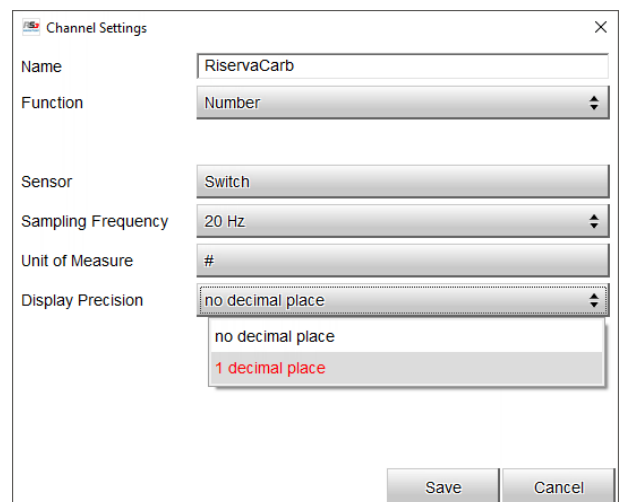 Channel Settings
Name RiservaCarb
Function Number
Sensor Switch
Sampling Frequency 20 Hz
Unit of Measure #
Display Precision no decimal place
no decimal place
1 decimal place
Save Cancel